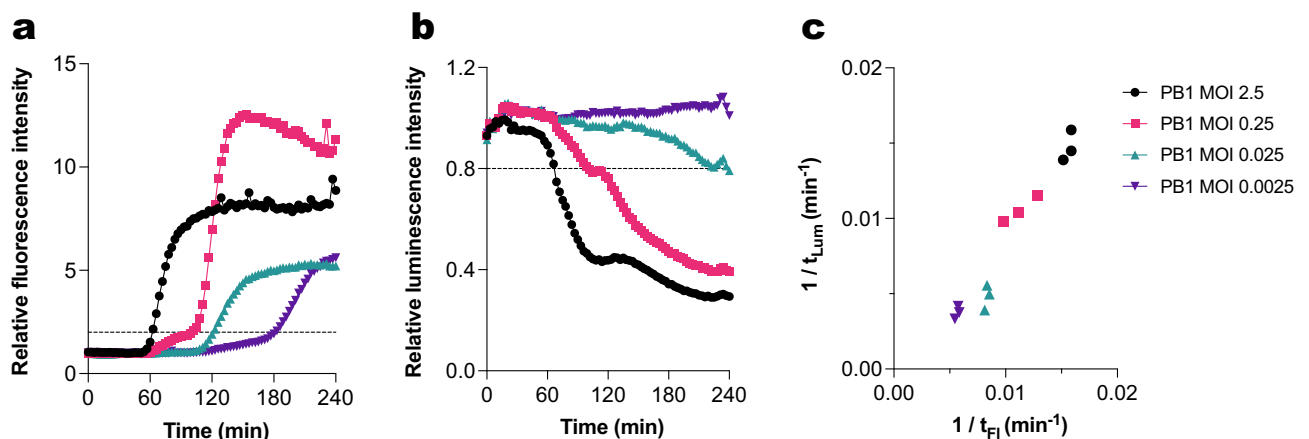 a
Relative fluorescence intensity
15
10
5
0
0 60 120 180 240
Time (min)
b
Relative luminescence intensity
1.2
0.8
0.4
0.0
0 60 120 180 240
Time (min)
c
1 / tLum (min-1)
0.02
0.01
0.00
0.00 0.01 0.02
1 / tFl (min-1)
PB1 MOI 2.5
PB1 MOI 0.25
PB1 MOI 0.025
PB1 MOI 0.0025